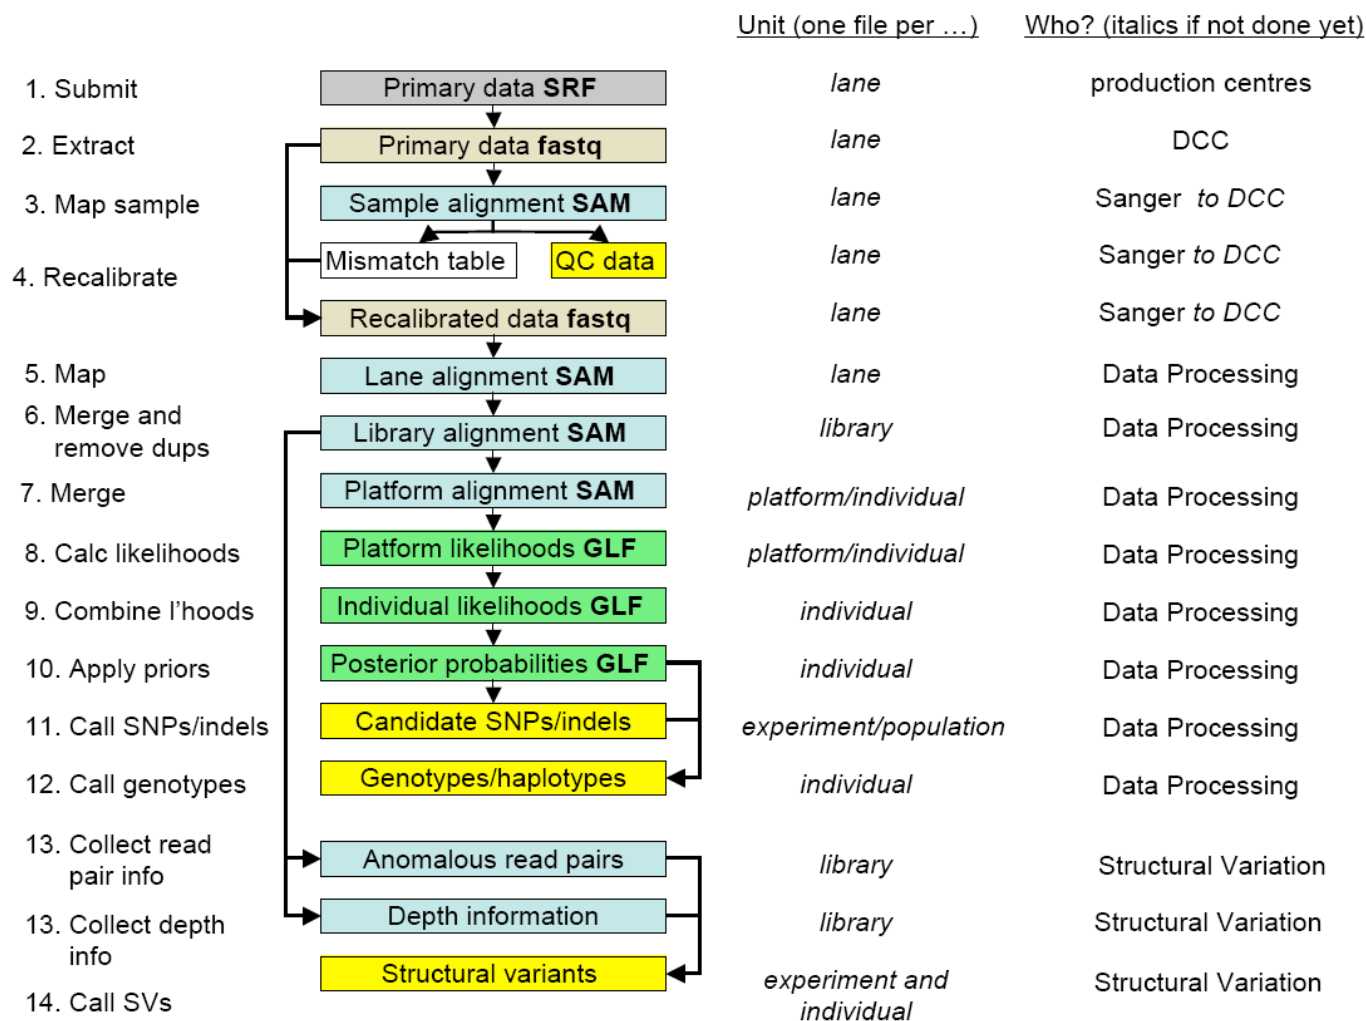 Unit (one file per …) Who? (italics if not done yet)
1. Submit Primary data SRF lane production centres
2. Extract Primary data fastq lane DCC
3. Map sample Sample alignment SAM lane Sanger to DCC
Mismatch table QC data lane Sanger to DCC
4. Recalibrate
Recalibrated data fastq lane Sanger to DCC
5. Map Lane alignment SAM lane Data Processing
6. Merge and
remove dups
Library alignment SAM library Data Processing
7. Merge Platform alignment SAM platform/individual Data Processing
8. Calc likelihoods Platform likelihoods GLF platform/individual Data Processing
9. Combine l'hoods Individual likelihoods GLF individual Data Processing
10. Apply priors Posterior probabilities GLF individual Data Processing
11. Call SNPs/indels Candidate SNPs/indels experiment/population Data Processing
12. Call genotypes Genotypes/haplotypes individual Data Processing
13. Collect read
pair info
Anomalous read pairs library Structural Variation
13. Collect depth
info
Depth information library Structural Variation
14. Call SVs Structural variants experiment and
individual
Structural Variation